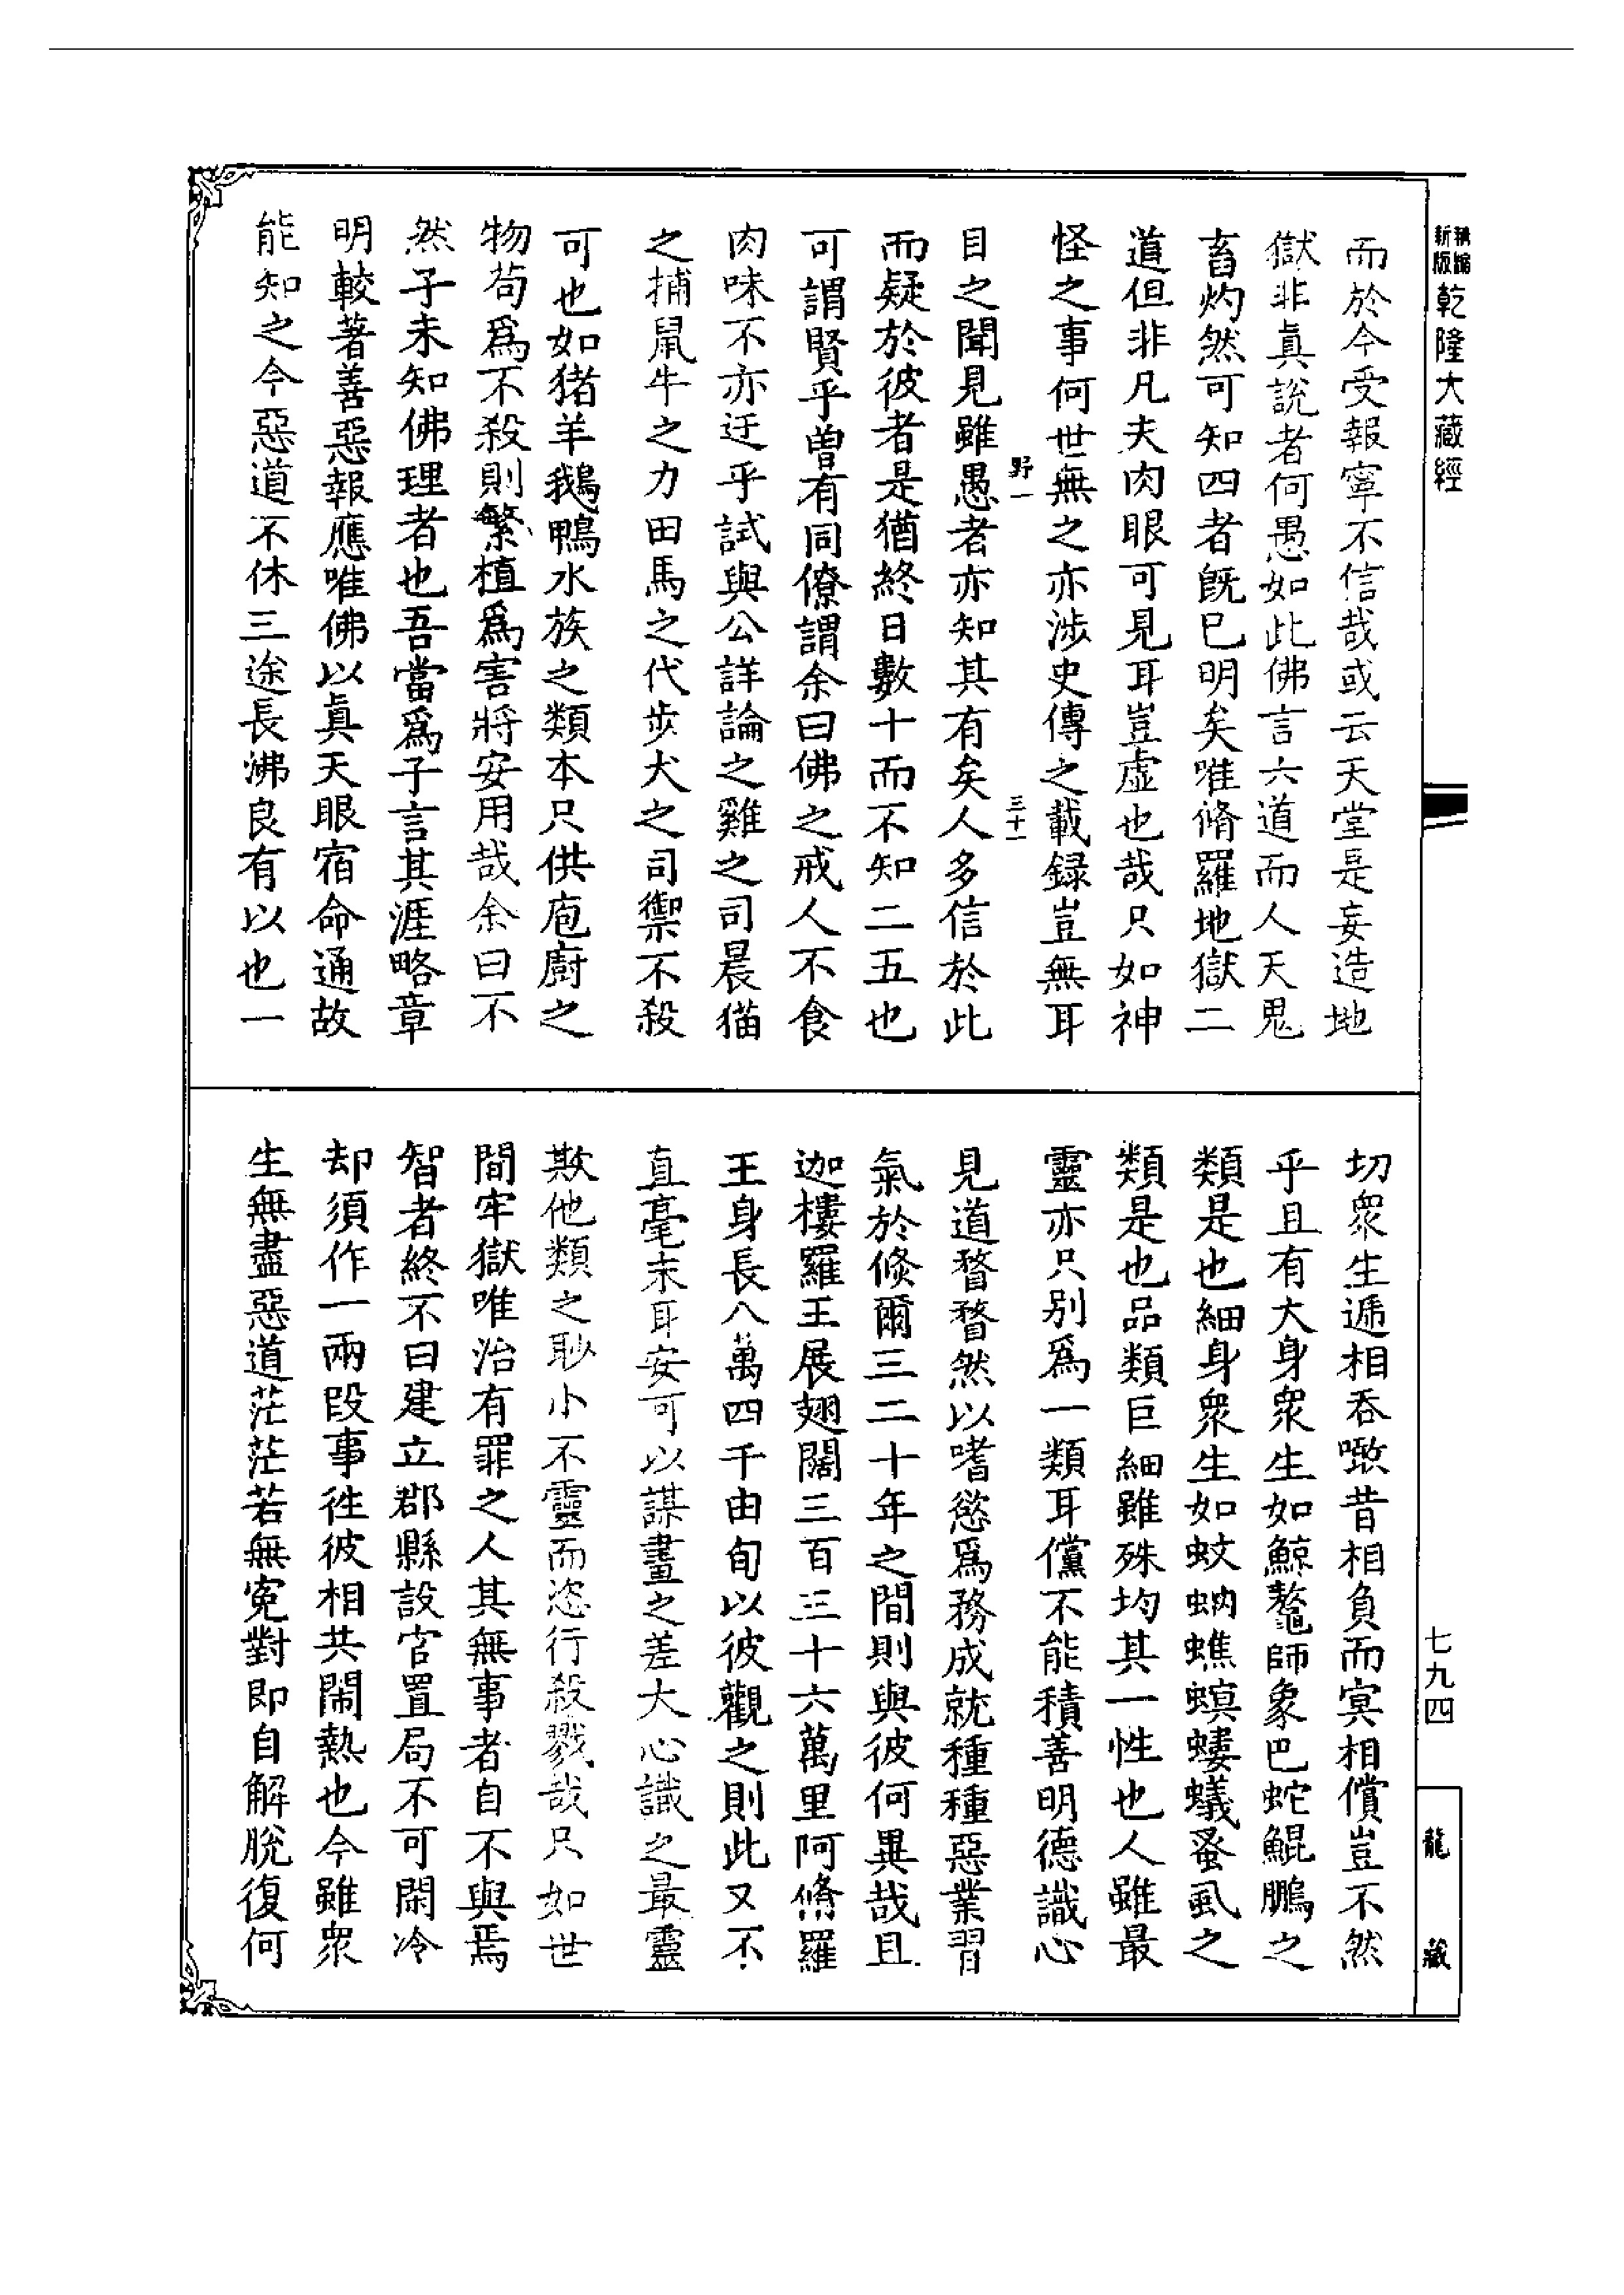 新版
乾隆大藏經
而於今受報寧不信哉或云天堂是妄造地
獄非眞說者何愚如此佛言六道而人天鬼
畜灼然可知四者旣已明矣唯脩羅地獄二
道但非凡夫肉眼可見耳豈虛也哉只如神
怪之事何世無之亦涉史傳之載録豈無耳
野一
三十一
目之聞見雖愚者亦知其有矣人多信於此
而疑於彼者是猶終日數十而不知二五也
可謂賢乎曽有同僚謂余曰佛之戒人不食
肉味不亦迂乎試與公詳論之雞之司晨猫
之捕鼠牛之力田馬之代步犬之司禦不殺
可也如猪羊鵝鴨水族之類本只供庖廚之
物苟爲不殺則繁植爲害將安用哉余曰不
然子未知佛理者也吾當爲子言其涯略章
明較著善惡報應唯佛以眞天眼宿命通故
能知之今惡道不休三途長沸良有以也一
切衆生遞相吞噉昔相負而冥相償豈不然
乎且有大身衆生如鯨鼇師象巴蛇鯤鵬之
類是也細身衆生如蚊蚋蟭螟螻蟻蚤虱之
類是也品類巨細雖殊均其一性也人雖最
靈亦只别爲一類耳儻不能積善明德識心
見道瞀瞀然以嗜慾爲務成就種種惡業習
氣於倐爾三二十年之間則與彼何異哉且
迦樓羅王展翅闊三百三十六萬里阿脩羅
王身長八萬四千由旬以彼觀之則此又不
直毫末耳安可以謀畫之差大心識之最靈
欺他類之眇小不靈而恣行殺戮哉只如世
間牢獄唯治有罪之人其無事者自不與焉
智者終不曰建立郡縣設官置局不可閑冷
却須作一兩段事徃彼相共閙熱也今雖衆
生無盡惡道茫茫若無寃對即自解脫復何
七九四
龍藏